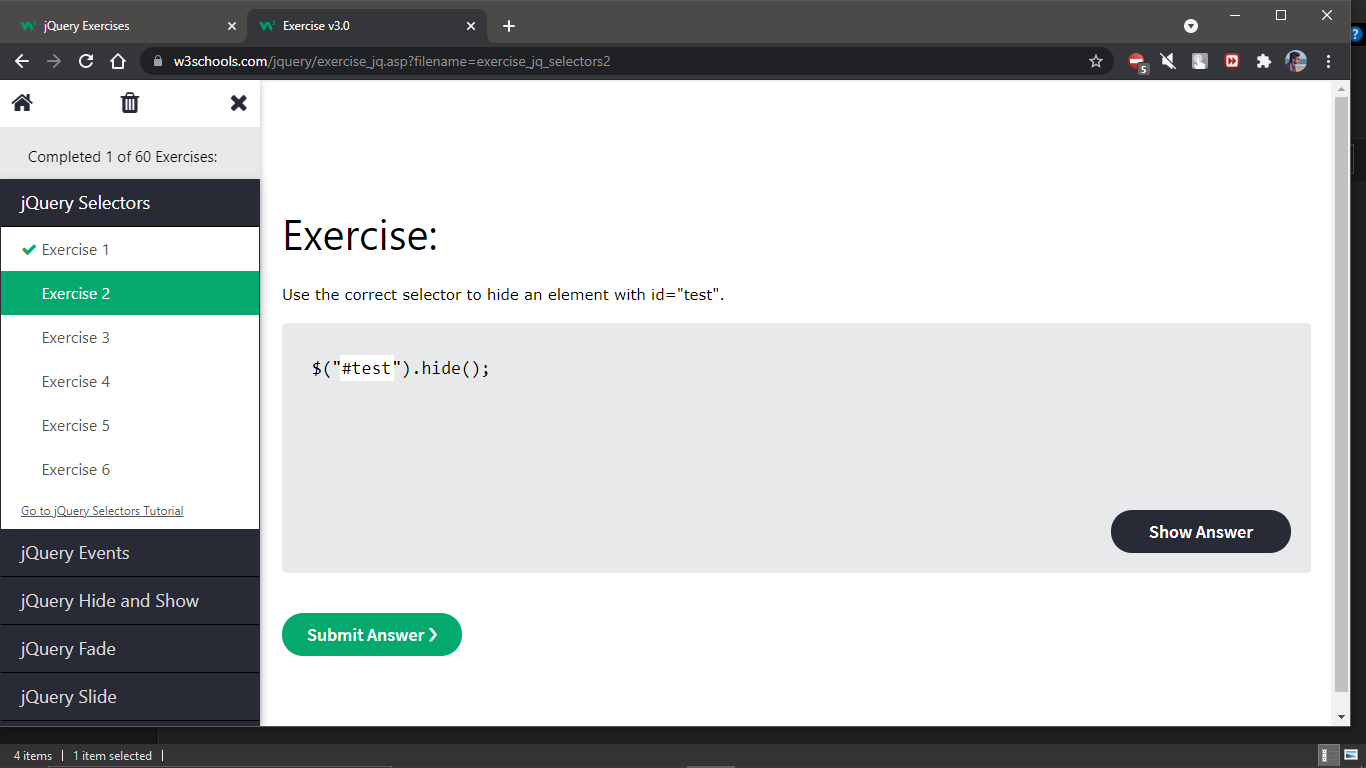 jQuery Exercises
Exercise v3.0
w3schools.com/jquery/exercise_jq.asp?filename=exercise_jq_selectors2
5
?
Completed 1 of 60 Exercises:
jQuery Selectors
Exercise 1
Exercise 2
Exercise 3
Exercise 4
Exercise 5
Exercise 6
Go to jQuery Selectors Tutorial
jQuery Events
jQuery Hide and Show
jQuery Fade
jQuery Slide
Exercise:
Use the correct selector to hide an element with id="test".
$("#test").hide();
Show Answer
Submit Answer ❯
4 items
1 item selected